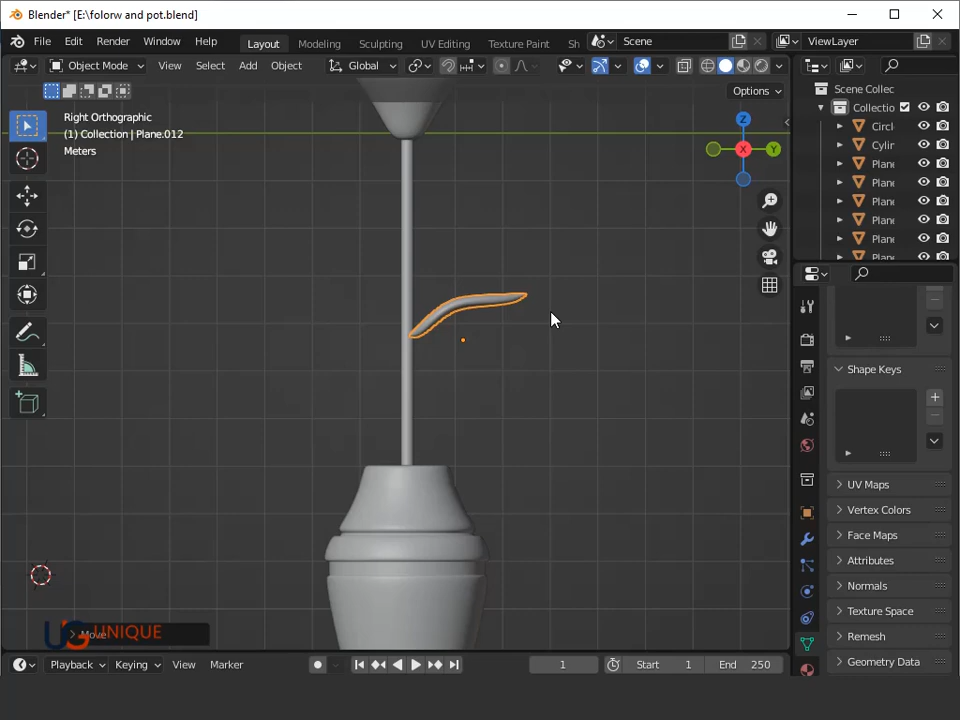 Blender* [E:\folorw and pot.blend]
File Edit Render Window Help Layout Modeling Sculpting UV Editing Texture Paint Sh Scene ViewLayer
Object Mode View Select Add Object Global
Options
Right Orthographic
(1) Collection | Plane.012
Meters
Z
X
Y
Scene Collec
Collectio
Circl
Cylin
Plane
Plane
Plane
Plane
Plane
Plane
Shape Keys
UV Maps
Vertex Colors
Face Maps
Attributes
Normals
Texture Space
Remesh
Geometry Data
Move
UG UNIQUE
Playback Keying View Marker 1 Start 1 End 250